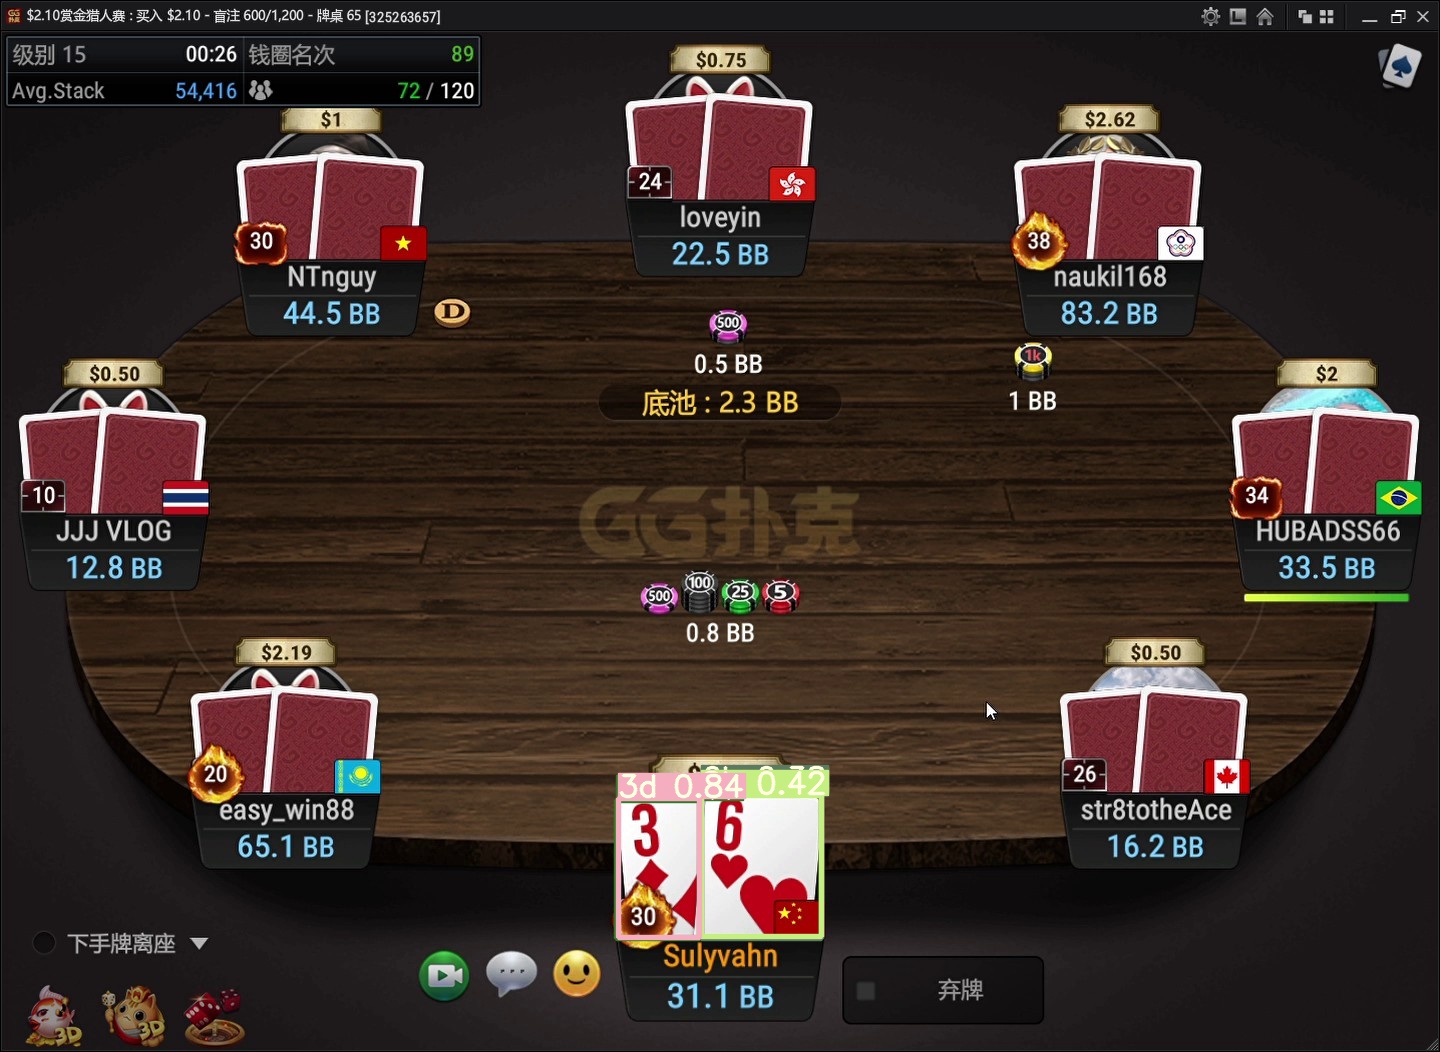 $2.10赏金猎人赛 : 买入 $2.10 - 盲注 600/1,200 - 牌桌 65 [325263657]
级别 15 00:26 钱圈名次 89
Avg.Stack 54,416 72 / 120
$0.75
24
loveyin
22.5 BB
$1
30
NTnguy
44.5 BB
D
$2.62
38
naukil168
83.2 BB
500
0.5 BB
1k
1 BB
底池 : 2.3 BB
$0.50
10
JJJ VLOG
12.8 BB
$2
34
HUBADSS66
33.5 BB
GG扑克
500 100 25 5
0.8 BB
$2.19
20
easy_win88
65.1 BB
$0.50
26
str8totheAce
16.2 BB
3d 0.84 0.42
3 6
30
Sulyvahn
31.1 BB
下手牌离座
弃牌
3D 3D